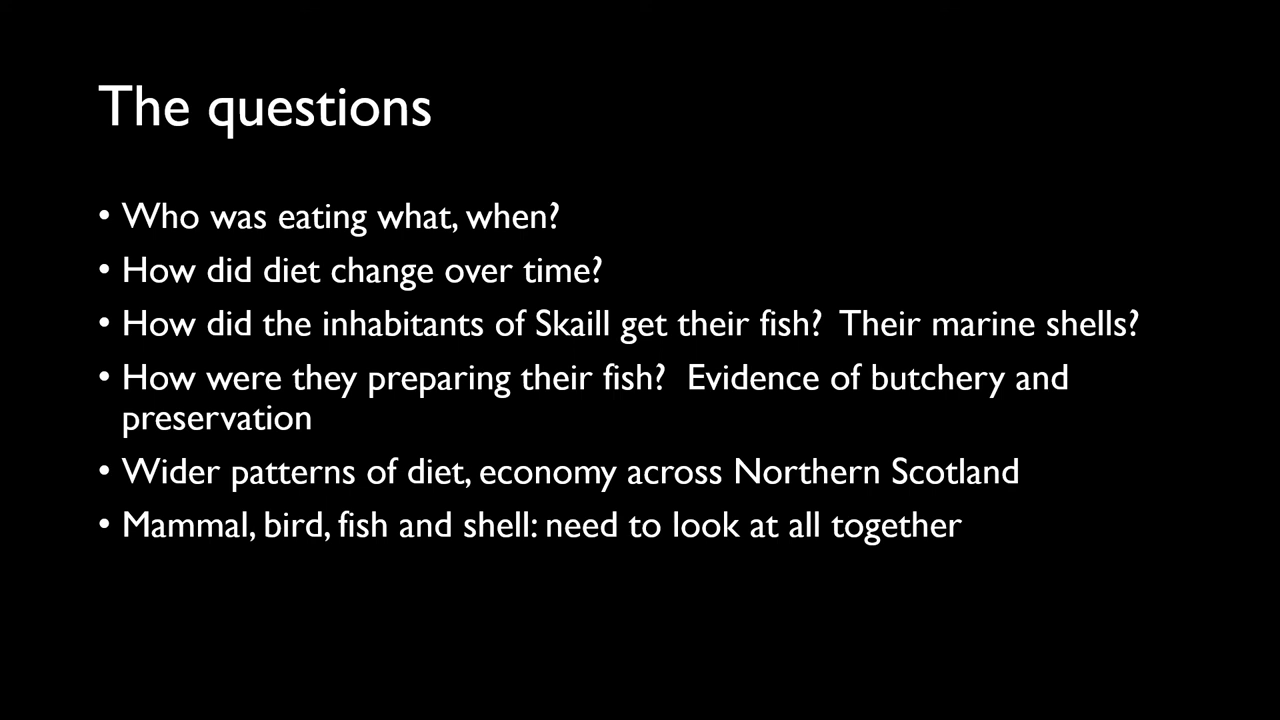 The questions
• Who was eating what, when?
• How did diet change over time?
• How did the inhabitants of Skaill get their fish?  Their marine shells?
• How were they preparing their fish?  Evidence of butchery and
preservation
• Wider patterns of diet, economy across Northern Scotland
• Mammal, bird, fish and shell: need to look at all together